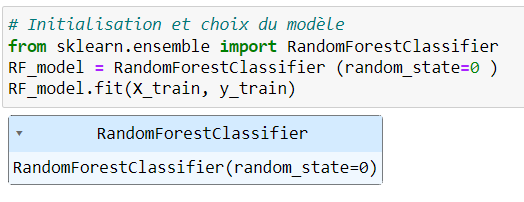 # Initialisation et choix du modèle
from sklearn.ensemble import RandomForestClassifier
RF_model = RandomForestClassifier (random_state=0 )
RF_model.fit(X_train, y_train)
RandomForestClassifier
RandomForestClassifier(random_state=0)